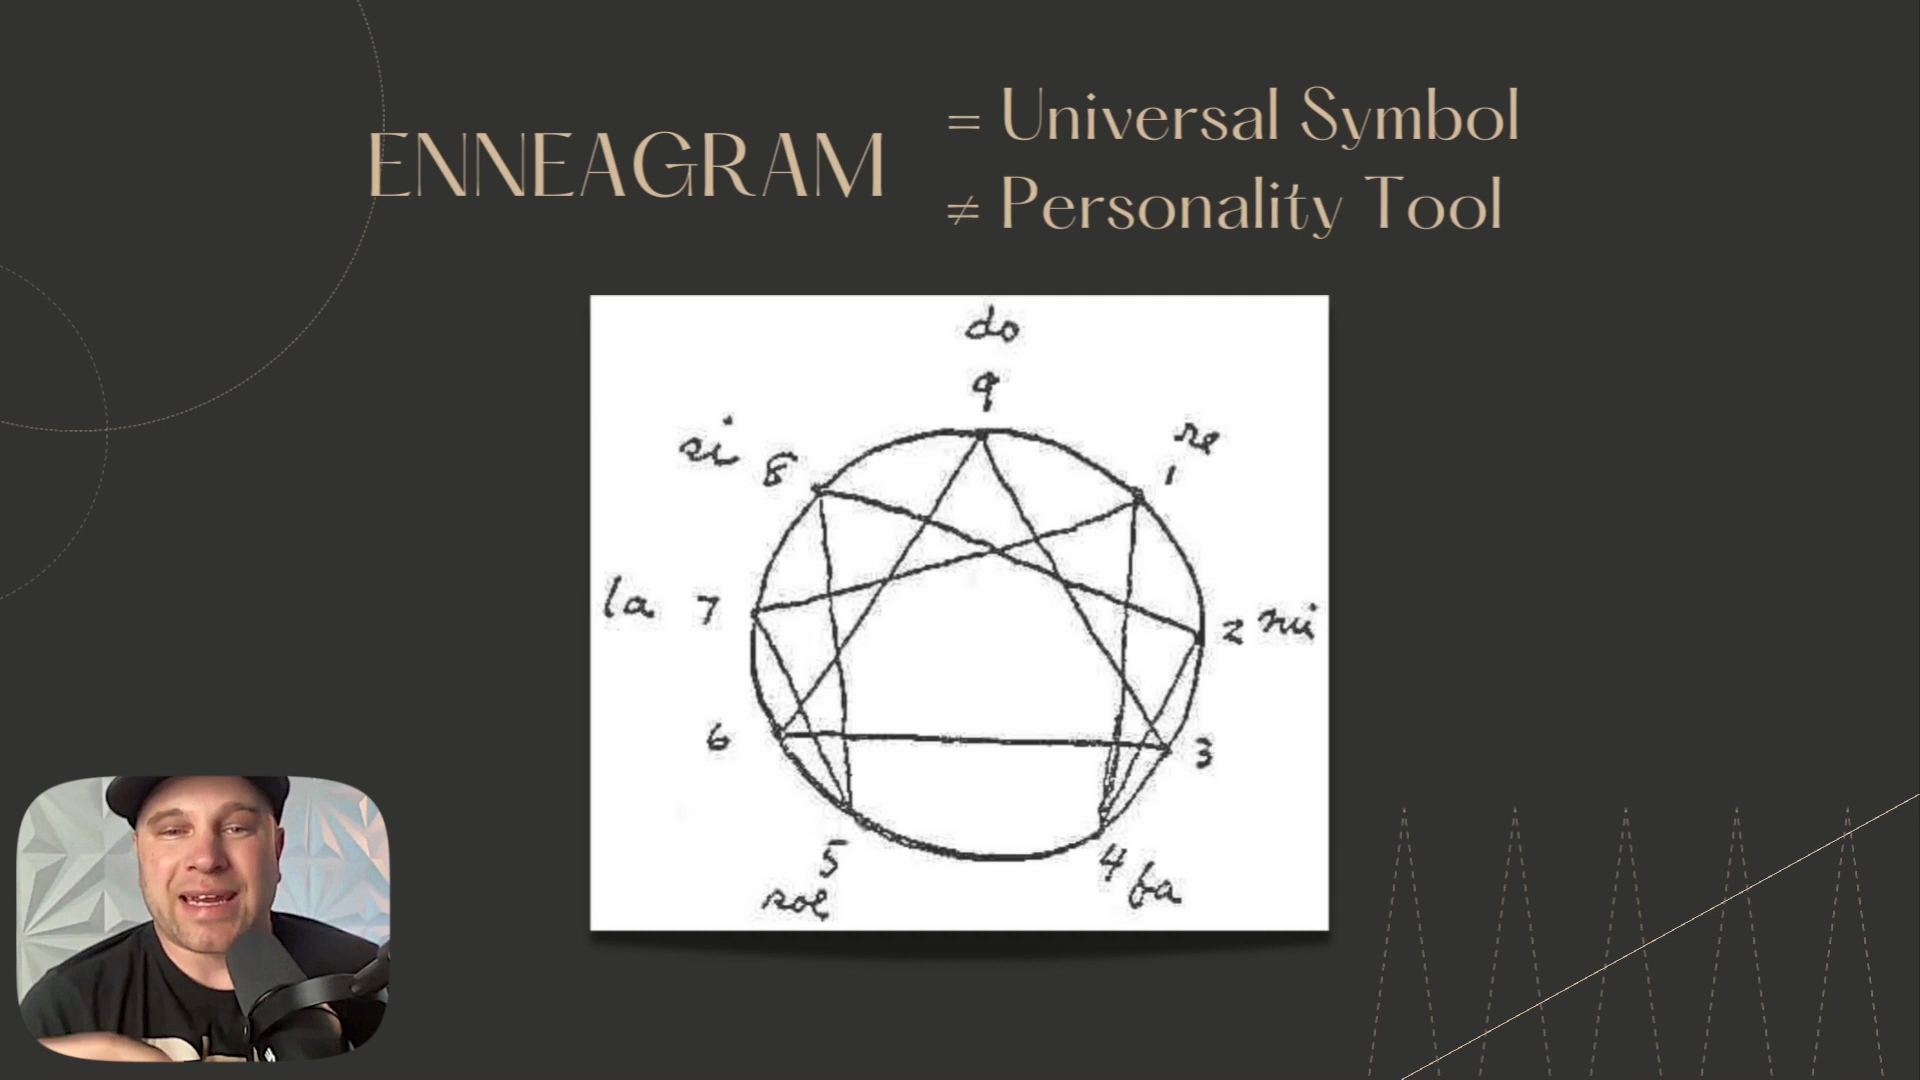 ENNEAGRAM
= Universal Symbol
≠ Personality Tool
do
9
si 8
re
1
la 7
2 mi
6
3
5
sol
4 fa